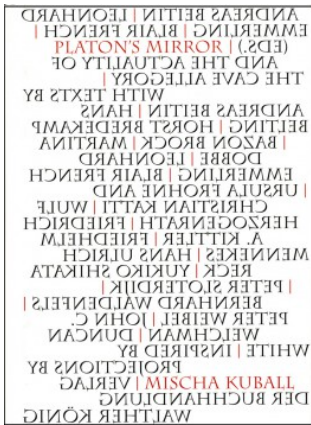 ANDREAS BEITIN | LEONHARD
EMMERLING | BLAIR FRENCH |
PLATON'S MIRROR | (EDS.)
AND THE ACTUALITY OF
THE CAVE ALLEGORY |
WITH TEXTS BY
ANDREAS BEITIN | HANS
BELTING | HORST BREDEKAMP
| BAZON BROCK | MARTINA
DOBBE | LEONHARD
EMMERLING | BLAIR FRENCH
| URSULA FROHNE AND
CHRISTIAN KATTI | WULF
HERZOGENRATH | FRIEDRICH
A. KITTLER | FRIEDHELM
MENNEKES | HANS ULRICH
RECK | YUKIKO SHIKATA
| PETER SLOTERDIJK |
BERNHARD WALDENFELS |
PETER WEIBEL | JOHN C.
WELCHMAN | DUNCAN
WHITE | INSPIRED BY
PROJECTIONS BY
MISCHA KUBALL | VERLAG
DER BUCHHANDLUNG
WALTHER KÖNIG